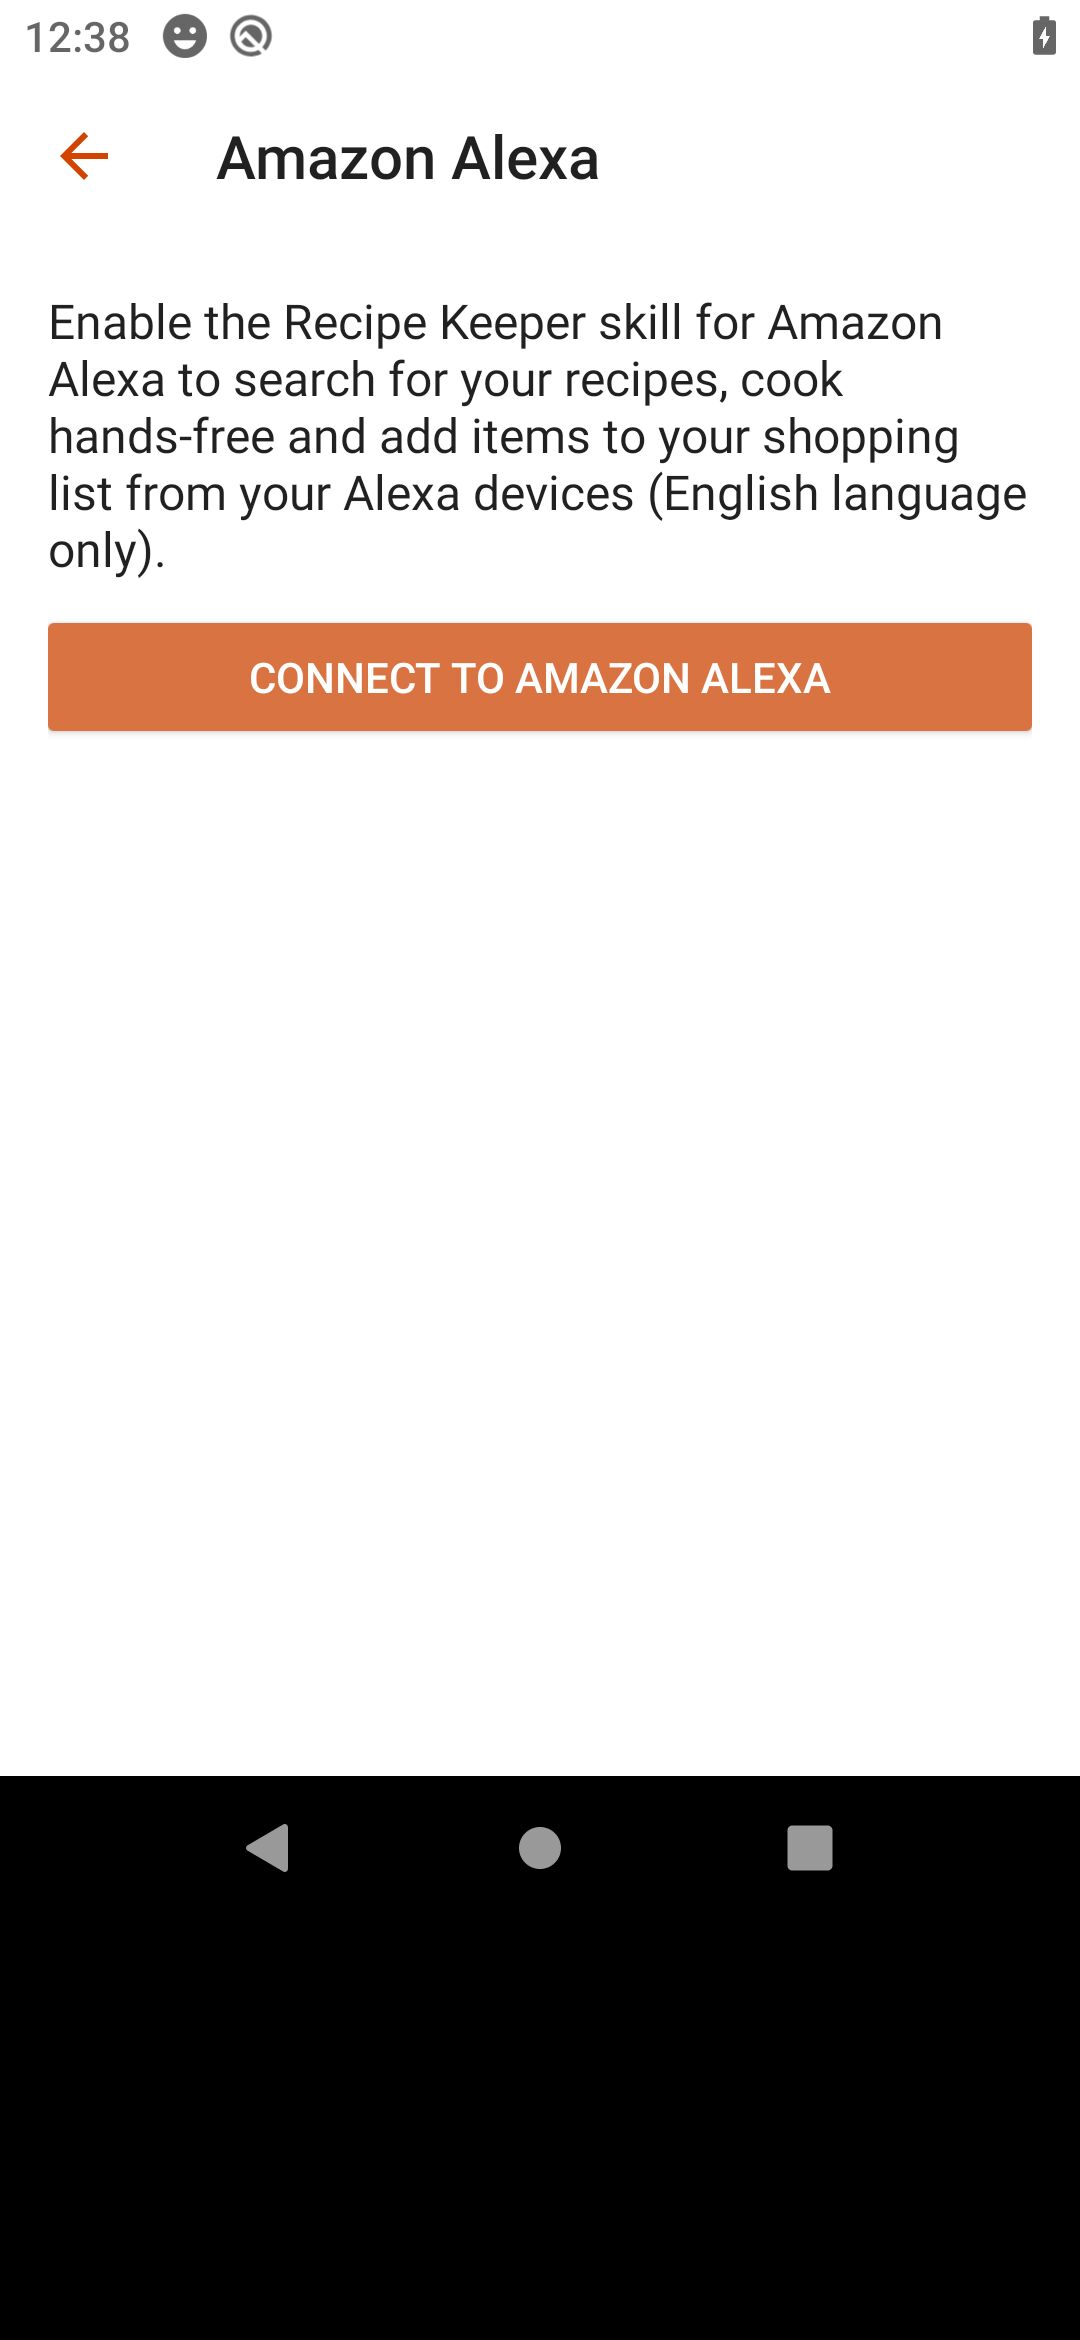 12:38
Amazon Alexa
Enable the Recipe Keeper skill for Amazon
Alexa to search for your recipes, cook
hands-free and add items to your shopping
list from your Alexa devices (English language
only).
CONNECT TO AMAZON ALEXA